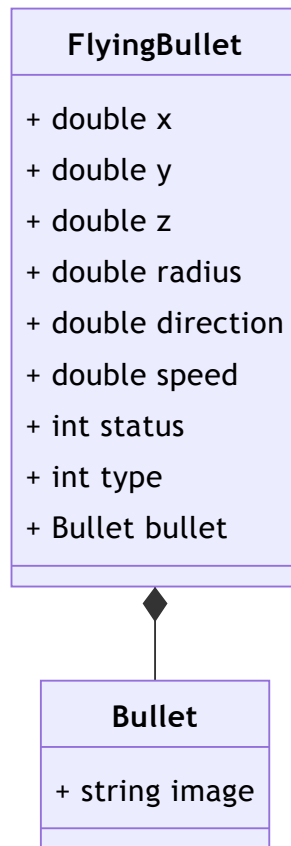 FlyingBullet
+ double x
+ double y
+ double z
+ double radius
+ double direction
+ double speed
+ int status
+ int type
+ Bullet bullet
Bullet
+ string image